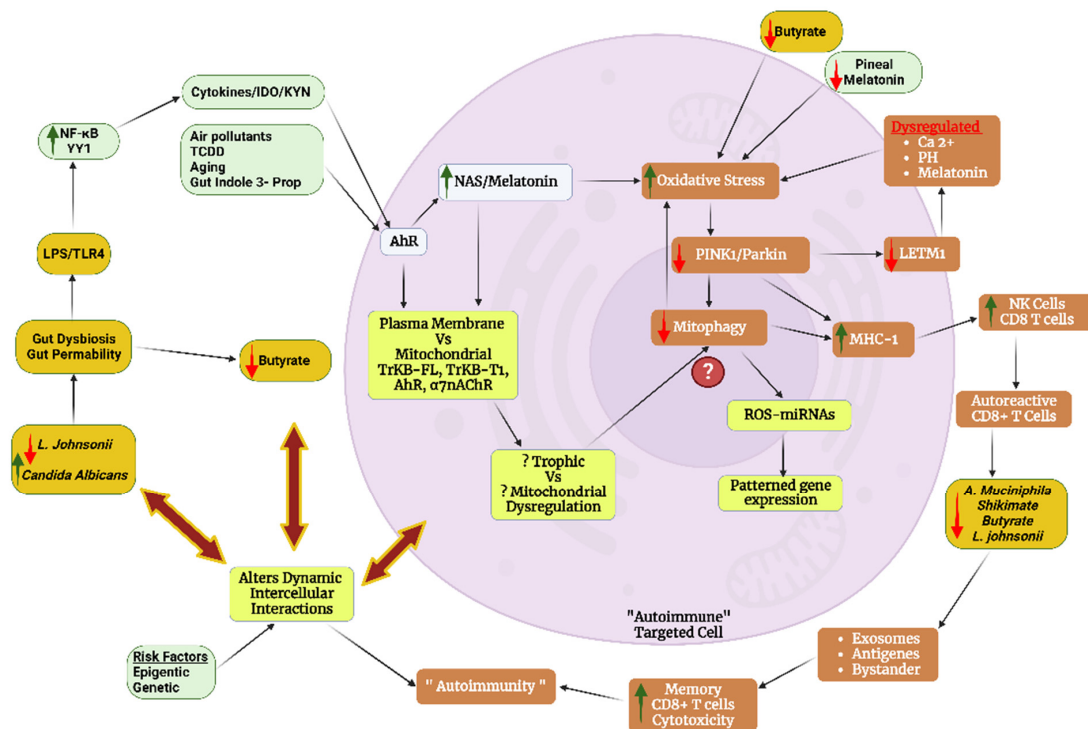 Butyrate
Pineal
Melatonin
Cytokines/IDO/KYN
NF-κB
YY1
Air pollutants
TCDD
Aging
Gut Indole 3- Prop
Dysregulated
• Ca 2+
• PH
• Melatonin
NAS/Melatonin
Oxidative Stress
AhR
LPS/TLR4
PINK1/Parkin
LETM1
Plasma Membrane
Vs
Mitochondrial
TrKB-FL, TrKB-T1,
AhR, α7nAChR
Mitophagy
MHC-1
NK Cells
CD8 T cells
Gut Dysbiosis
Gut Permability
Butyrate
?
ROS-miRNAs
Autoreactive
CD8+ T Cells
L. Johnsonii
Candida Albicans
? Trophic
Vs
? Mitochondrial
Dysregulation
Patterned gene
expression
A. Muciniphila
Shikimate
Butyrate
L. johnsonii
Alters Dynamic
Intercellular
Interactions
"Autoimmune"
Targeted Cell
• Exosomes
• Antigenes
• Bystander
Risk Factors
Epigentic
Genetic
" Autoimmunity "
Memory
CD8+ T cells
Cytotoxicity